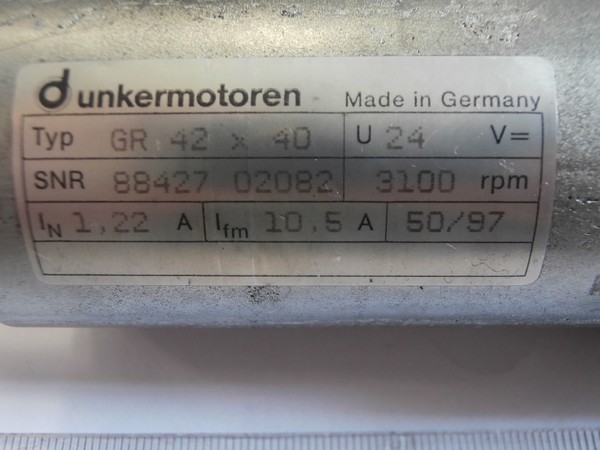 dunkermotoren Made in Germany
Typ GR 42 x 40 U 24 V=
SNR 88427 02082 3100 rpm
IN 1,22 A Ifm 10,5 A 50/97